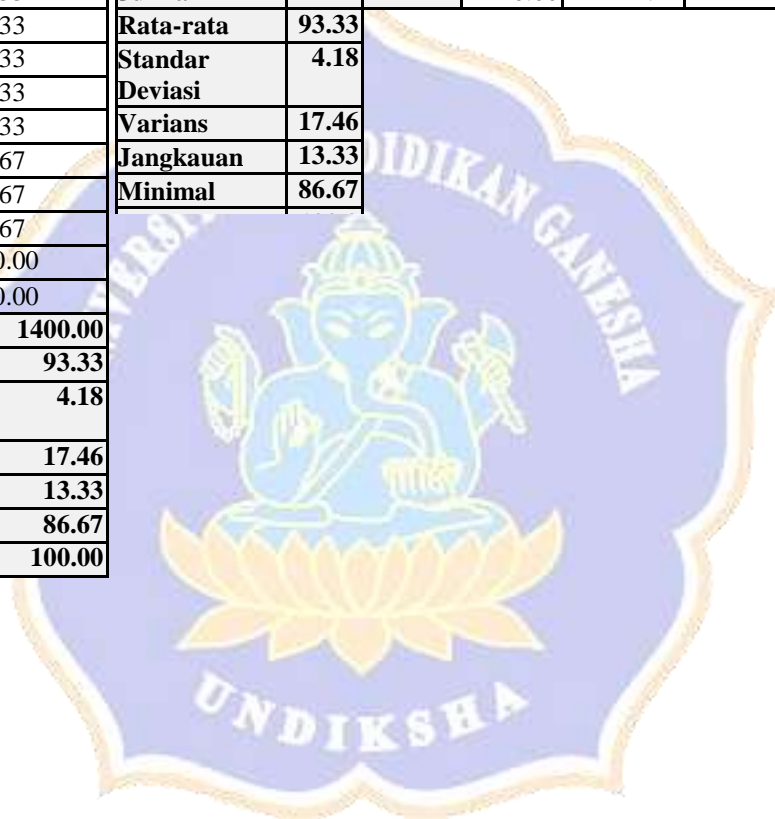 33
33
33
33
67
67
67
0.00
0.00
1400.00
93.33
4.18
17.46
13.33
86.67
100.00
Rata-rata 93.33
Standar 4.18
Deviasi
Varians 17.46
Jangkauan 13.33
Minimal 86.67
UNDIKSHA